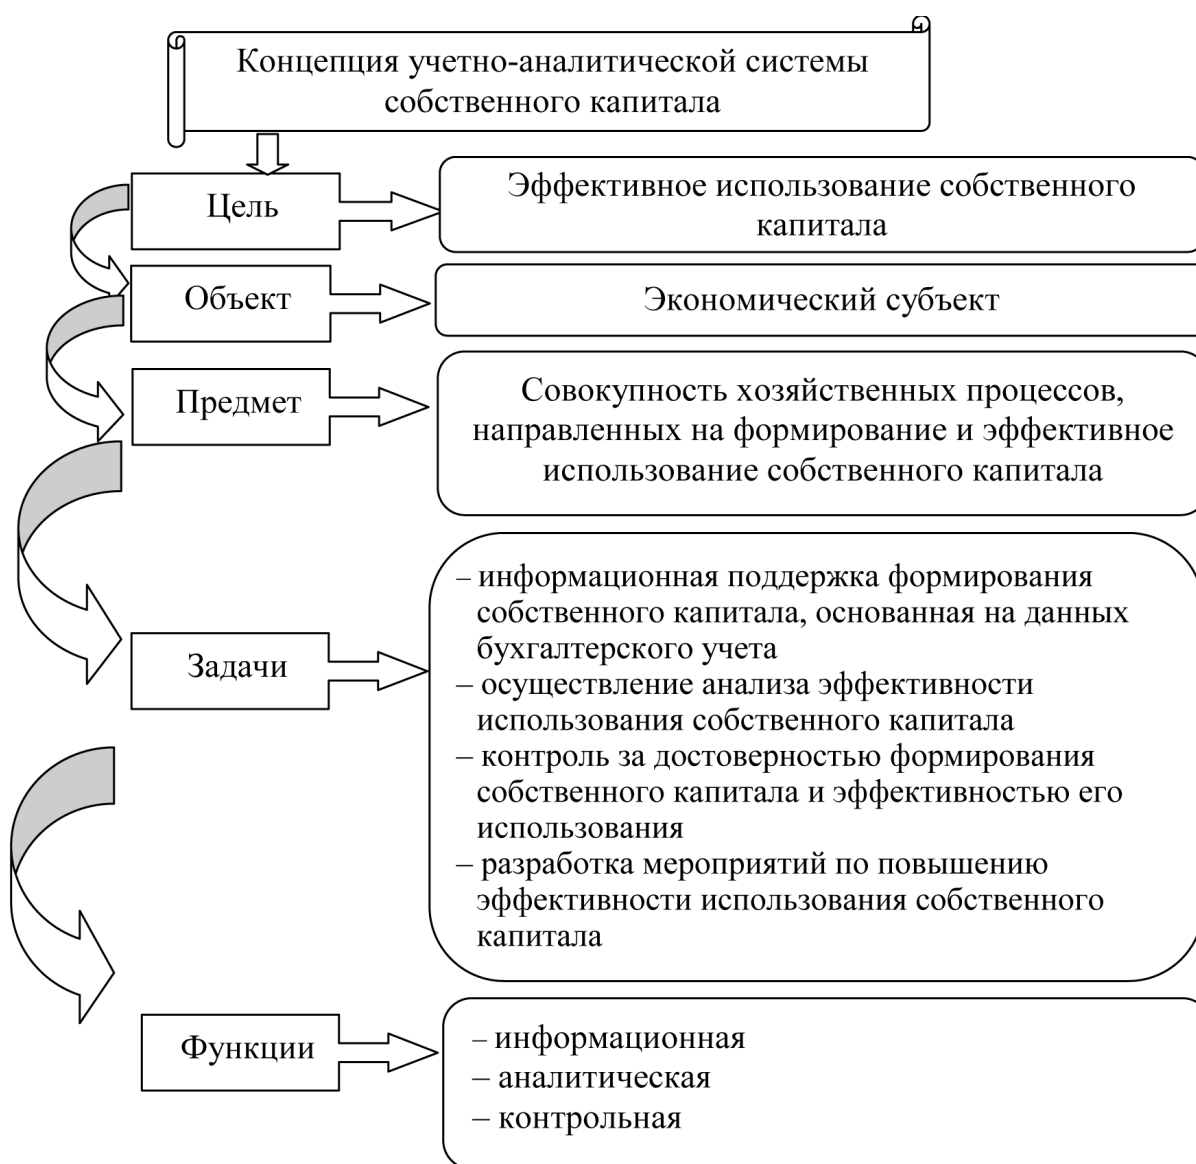 Концепция учетно-аналитической системы
собственного капитала
Цель
Эффективное использование собственного
капитала
Объект
Экономический субъект
Предмет
Совокупность хозяйственных процессов,
направленных на формирование и эффективное
использование собственного капитала
Задачи
– информационная поддержка формирования
собственного капитала, основанная на данных
бухгалтерского учета
– осуществление анализа эффективности
использования собственного капитала
– контроль за достоверностью формирования
собственного капитала и эффективностью его
использования
– разработка мероприятий по повышению
эффективности использования собственного
капитала
Функции
– информационная
– аналитическая
– контрольная